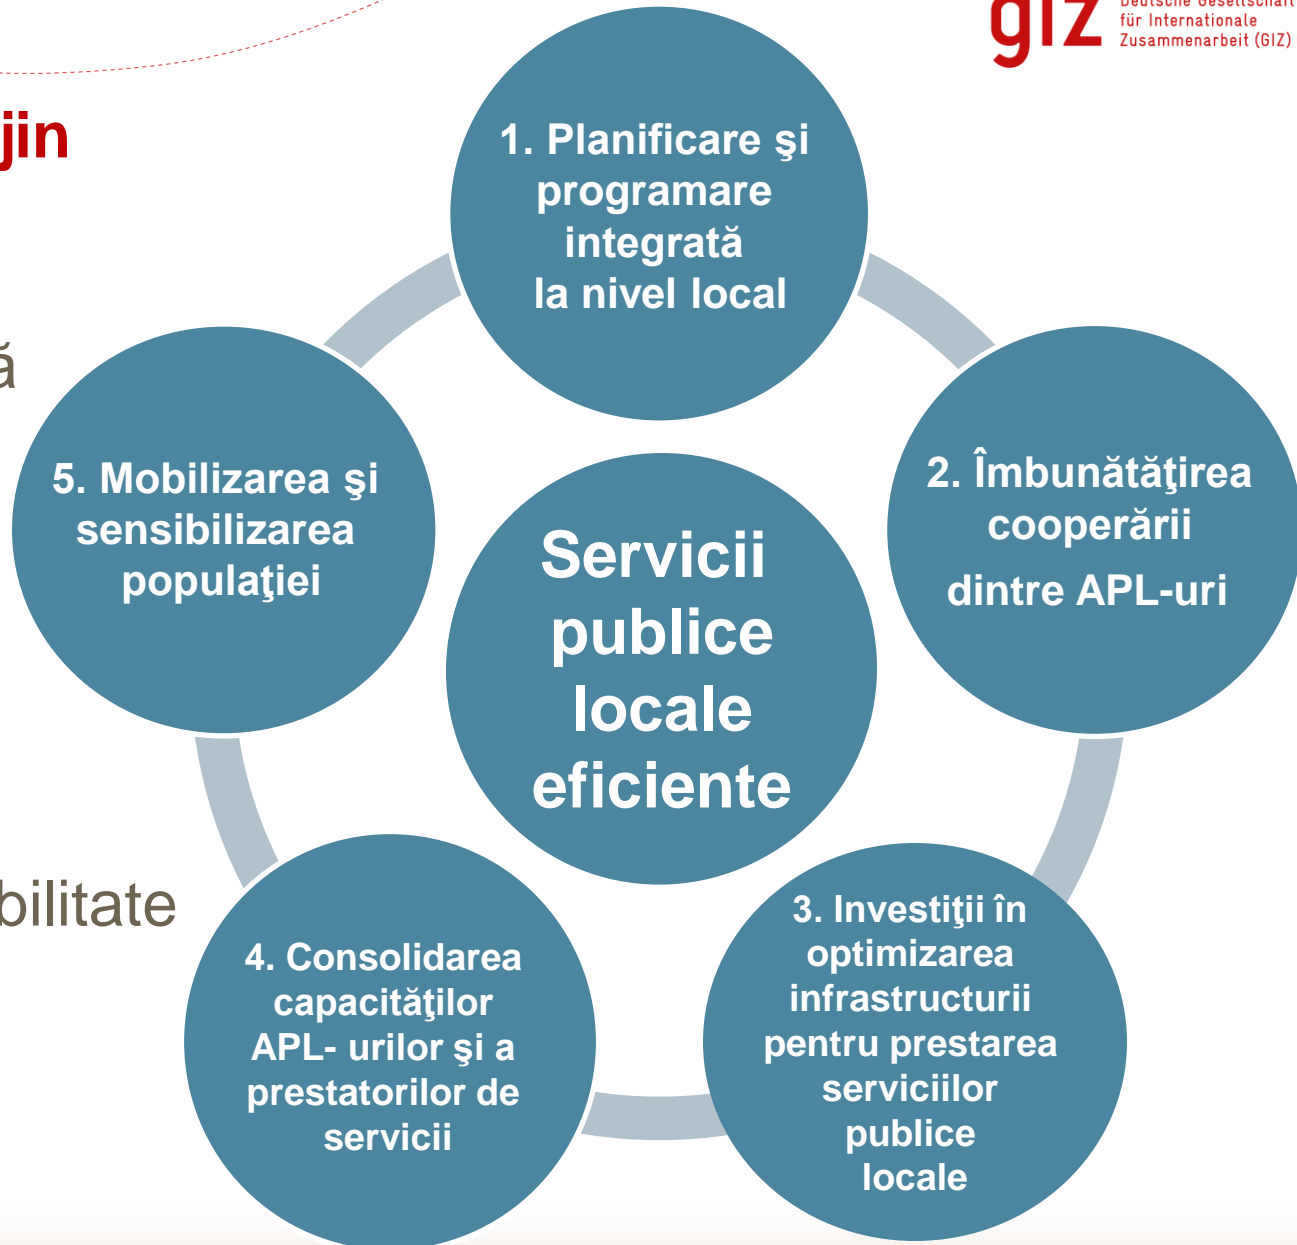 giz
Deutsche Gesellschaft
für Internationale
Zusammenarbeit (GIZ)
jin
ă
bilitate
1. Planificare şi
programare
integrată
la nivel local
2. Îmbunătăţirea
cooperării
dintre APL-uri
3. Investiţii în
optimizarea
infrastructurii
pentru prestarea
serviciilor
publice
locale
4. Consolidarea
capacităţilor
APL- urilor şi a
prestatorilor de
servicii
5. Mobilizarea şi
sensibilizarea
populaţiei
Servicii
publice
locale
eficiente